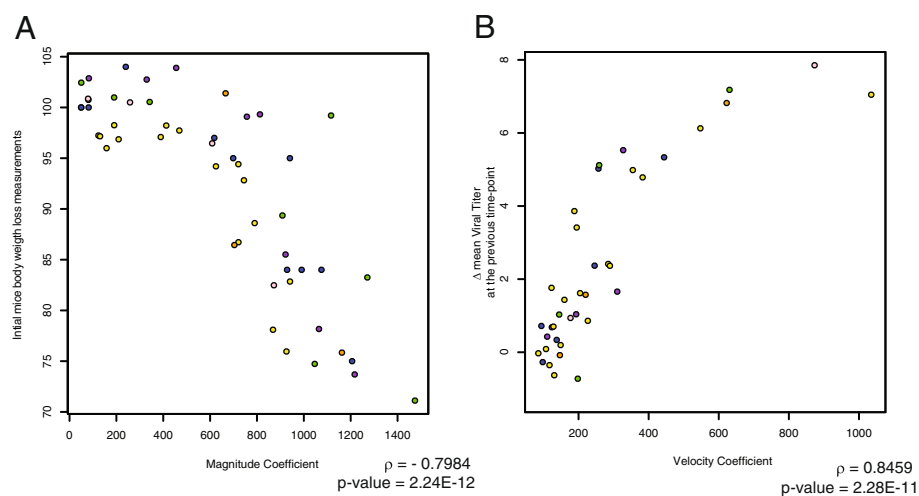 A
B
Intial mice body weigth loss measurements
105
100
95
90
85
80
75
70
0 200 400 600 800 1000 1200 1400
Magnitude Coefficient
ρ = - 0.7984
p-value = 2.24E-12
Δ mean Viral Titer
at the previous time-point
8
6
4
2
0
200 400 600 800 1000
Velocity Coefficient
ρ = 0.8459
p-value = 2.28E-11